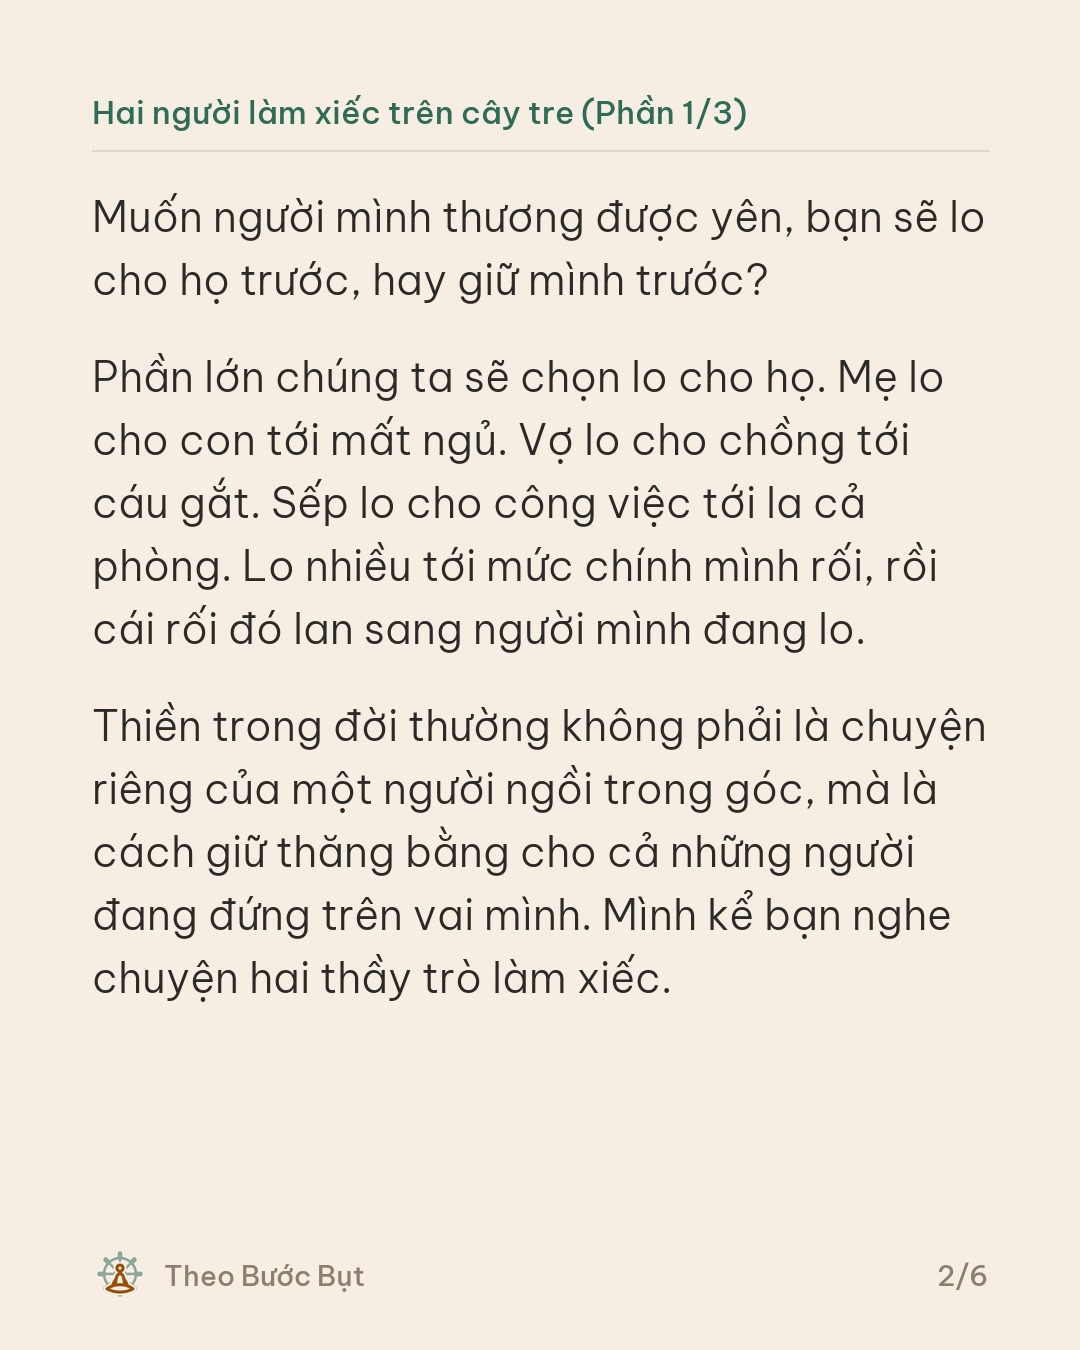 Hai người làm xiếc trên cây tre (Phần 1/3)
Muốn người mình thương được yên, bạn sẽ lo
cho họ trước, hay giữ mình trước?
Phần lớn chúng ta sẽ chọn lo cho họ. Mẹ lo
cho con tới mất ngủ. Vợ lo cho chồng tới
cáu gắt. Sếp lo cho công việc tới la cả
phòng. Lo nhiều tới mức chính mình rối, rồi
cái rối đó lan sang người mình đang lo.
Thiền trong đời thường không phải là chuyện
riêng của một người ngồi trong góc, mà là
cách giữ thăng bằng cho cả những người
đang đứng trên vai mình. Mình kể bạn nghe
chuyện hai thầy trò làm xiếc.
Theo Bước Bụt
2/6